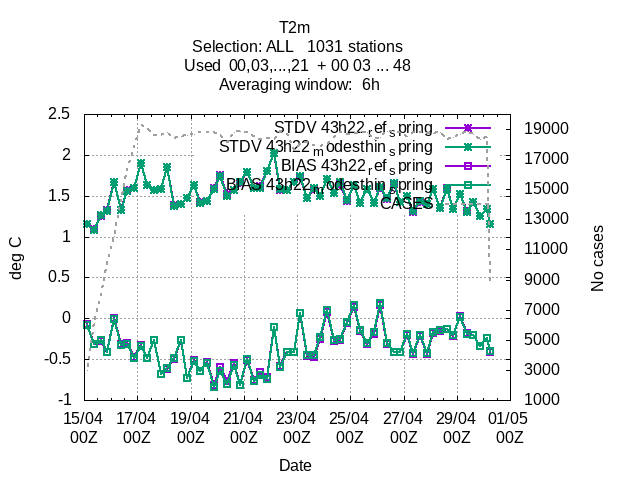 T2m
Selection: ALL 1031 stations
Used 00,03,...,21 + 00 03 ... 48
Averaging window: 6h
STDV 43h22_ref_spring
STDV 43h22_modesthin_spring
BIAS 43h22_ref_spring
BIAS 43h22_modesthin_spring
CASES
2.5
2
1.5
1
0.5
0
-0.5
-1
deg C
19000
17000
15000
13000
11000
9000
7000
5000
3000
1000
No cases
15/04 17/04 19/04 21/04 23/04 25/04 27/04 29/04 01/05
00Z 00Z 00Z 00Z 00Z 00Z 00Z 00Z 00Z
Date